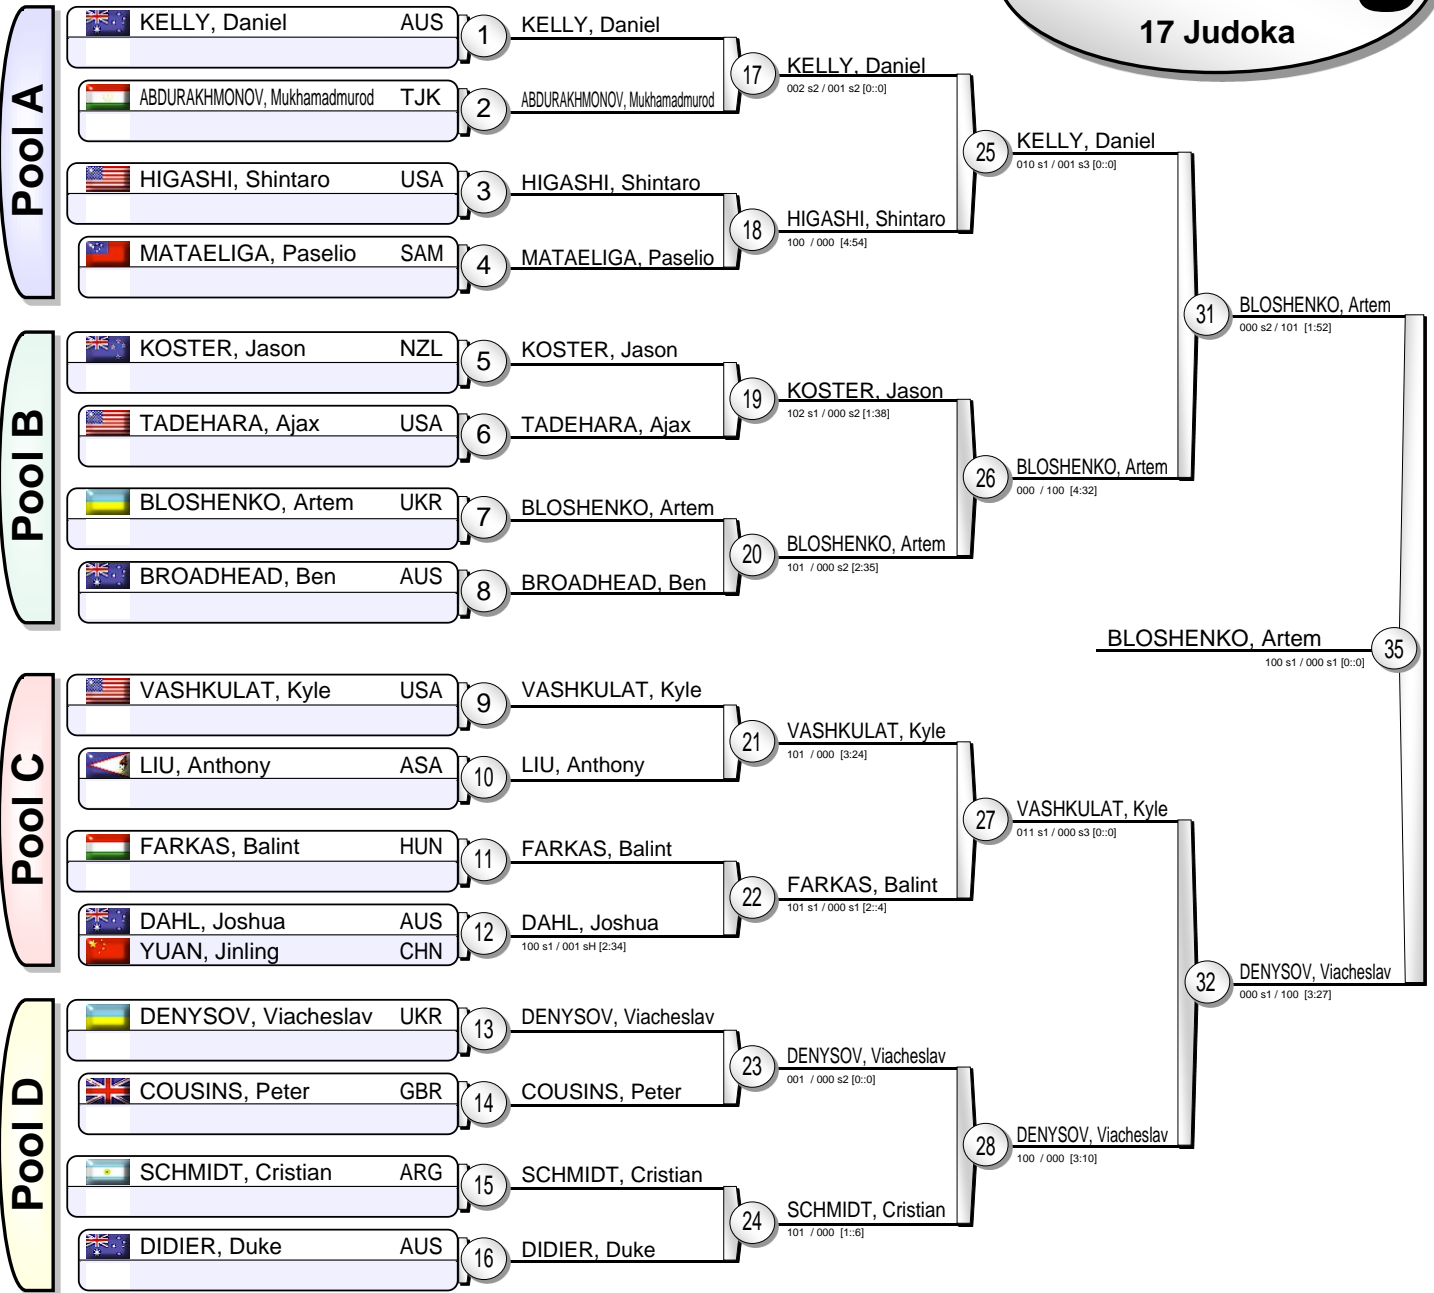 17 Judoka
Pool A
KELLY, Daniel AUS
1
KELLY, Daniel
ABDURAKHMONOV, Mukhamadmurod TJK
2
ABDURAKHMONOV, Mukhamadmurod
17
KELLY, Daniel
002 s2 / 001 s2 [0::0]
HIGASHI, Shintaro USA
3
HIGASHI, Shintaro
MATAELIGA, Paselio SAM
4
MATAELIGA, Paselio
18
HIGASHI, Shintaro
100 / 000 [4:54]
25
KELLY, Daniel
010 s1 / 001 s3 [0::0]
Pool B
KOSTER, Jason NZL
5
KOSTER, Jason
TADEHARA, Ajax USA
6
TADEHARA, Ajax
19
KOSTER, Jason
102 s1 / 000 s2 [1:38]
BLOSHENKO, Artem UKR
7
BLOSHENKO, Artem
BROADHEAD, Ben AUS
8
BROADHEAD, Ben
20
BLOSHENKO, Artem
101 / 000 s2 [2:35]
26
BLOSHENKO, Artem
000 / 100 [4:32]
31
BLOSHENKO, Artem
000 s2 / 101 [1:52]
BLOSHENKO, Artem
100 s1 / 000 s1 [0::0]
35
Pool C
VASHKULAT, Kyle USA
9
VASHKULAT, Kyle
LIU, Anthony ASA
10
LIU, Anthony
21
VASHKULAT, Kyle
101 / 000 [3:24]
FARKAS, Balint HUN
11
FARKAS, Balint
DAHL, Joshua AUS
YUAN, Jinling CHN
12
DAHL, Joshua
100 s1 / 001 sH [2:34]
22
FARKAS, Balint
101 s1 / 000 s1 [2::4]
27
VASHKULAT, Kyle
011 s1 / 000 s3 [0::0]
Pool D
DENYSOV, Viacheslav UKR
13
DENYSOV, Viacheslav
COUSINS, Peter GBR
14
COUSINS, Peter
23
DENYSOV, Viacheslav
001 / 000 s2 [0::0]
SCHMIDT, Cristian ARG
15
SCHMIDT, Cristian
DIDIER, Duke AUS
16
DIDIER, Duke
24
SCHMIDT, Cristian
101 / 000 [1::6]
28
DENYSOV, Viacheslav
100 / 000 [3:10]
32
DENYSOV, Viacheslav
000 s1 / 100 [3:27]